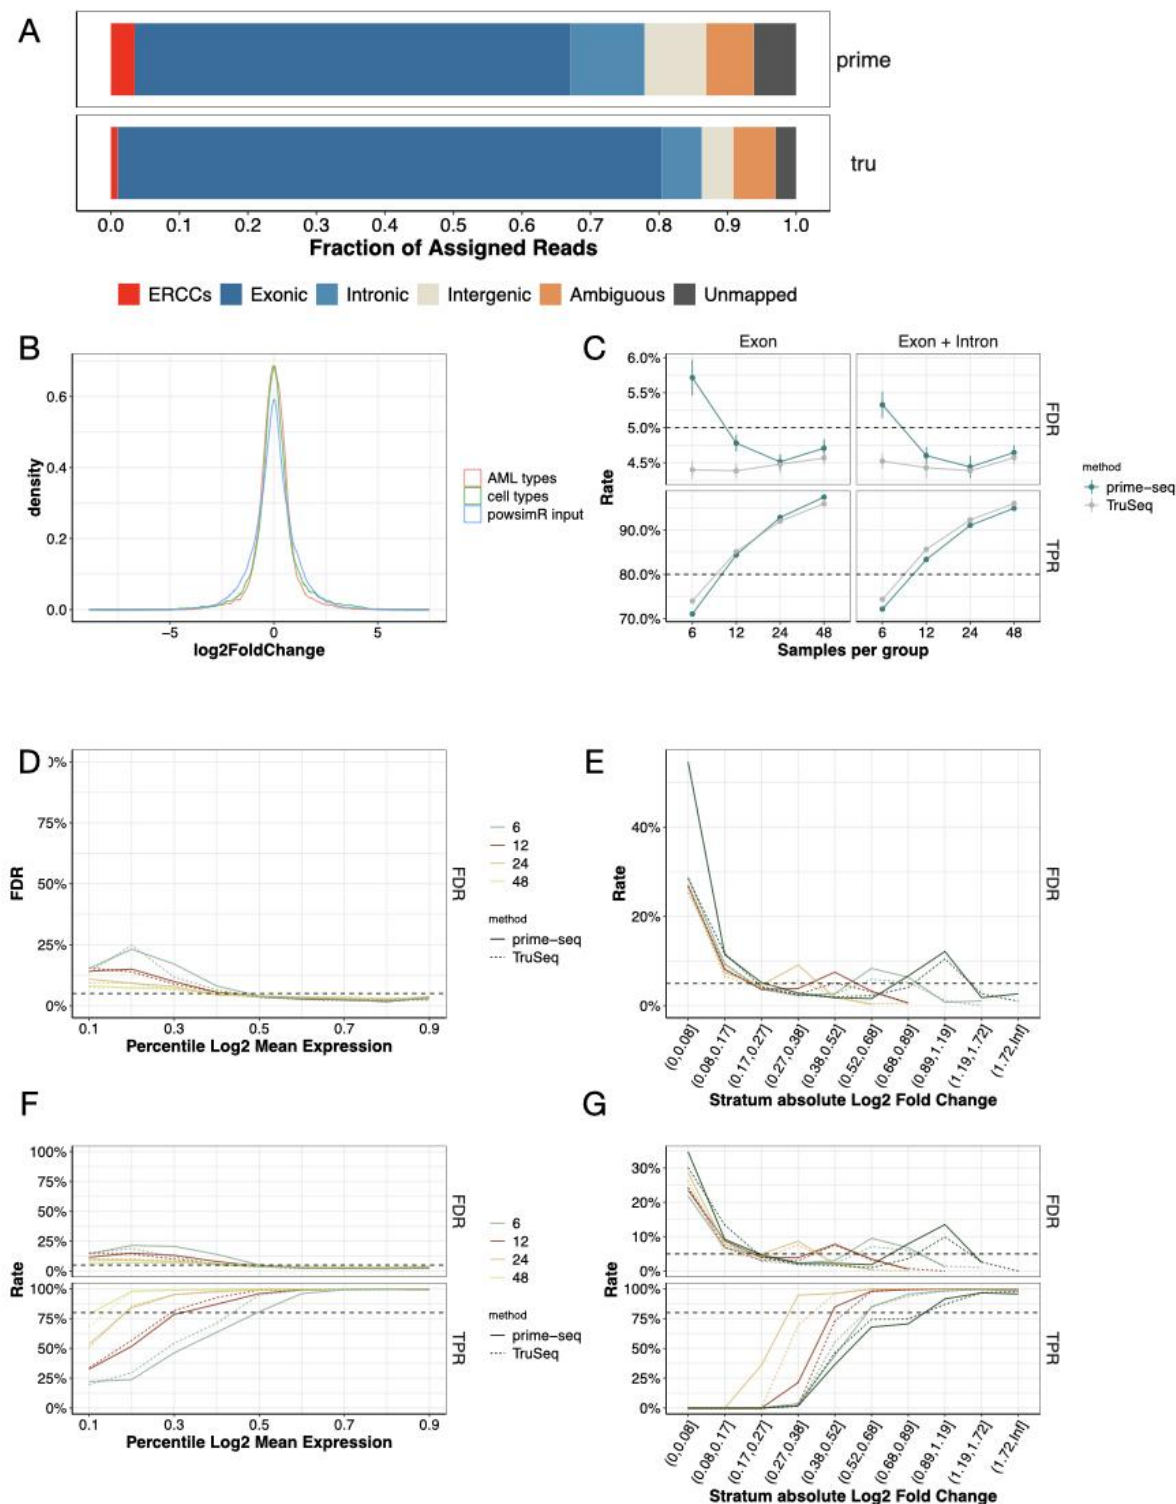 A
prime
tru
0.0 0.1 0.2 0.3 0.4 0.5 0.6 0.7 0.8 0.9 1.0
Fraction of Assigned Reads
ERCCs Exonic Intronic Intergenic Ambiguous Unmapped
B
0.6
0.4
0.2
0.0
density
−5 0 5
log2FoldChange
AML types
cell types
powsimR input
C
Exon Exon + Intron
6.0%
5.5%
5.0%
4.5%
FDR
Rate
90.0%
80.0%
70.0%
TPR
6 12 24 48 6 12 24 48
Samples per group
method
prime−seq
TruSeq
D
0%
75%
50%
25%
0%
FDR
FDR
0.1 0.3 0.5 0.7 0.9
Percentile Log2 Mean Expression
6
12
24
48
method
prime−seq
TruSeq
E
40%
20%
0%
Rate
FDR
(0,0.08] (0.08,0.17] (0.17,0.27] (0.27,0.38] (0.38,0.52] (0.52,0.68] (0.68,0.89] (0.89,1.19] (1.19,1.72] (1.72,Inf]
Stratum absolute Log2 Fold Change
F
100%
75%
50%
25%
0%
FDR
Rate
100%
75%
50%
25%
0%
TPR
0.1 0.3 0.5 0.7 0.9
Percentile Log2 Mean Expression
6
12
24
48
method
prime−seq
TruSeq
G
30%
20%
10%
0%
FDR
Rate
100%
75%
50%
25%
0%
TPR
(0,0.08] (0.08,0.17] (0.17,0.27] (0.27,0.38] (0.38,0.52] (0.52,0.68] (0.68,0.89] (0.89,1.19] (1.19,1.72] (1.72,Inf]
Stratum absolute Log2 Fold Change